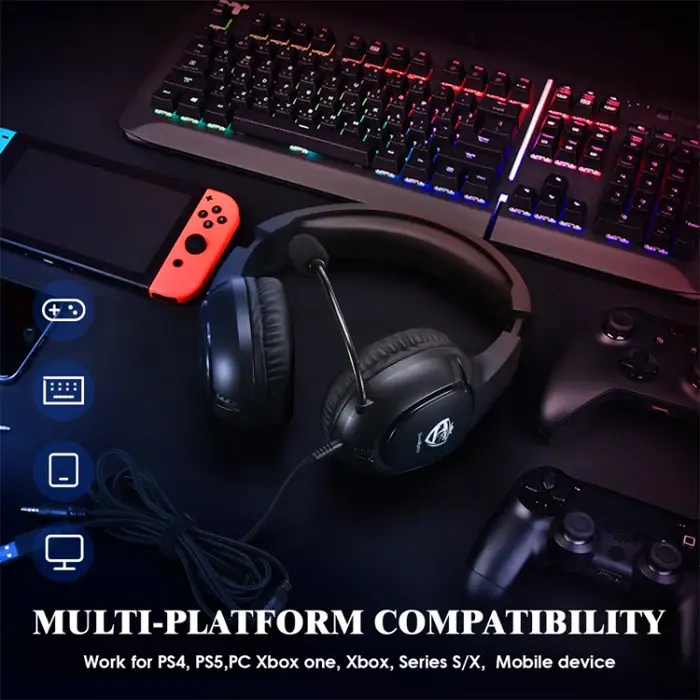 MULTI-PLATFORM COMPATIBILITY
Work for PS4, PS5,PC Xbox one, Xbox, Series S/X, Mobile device